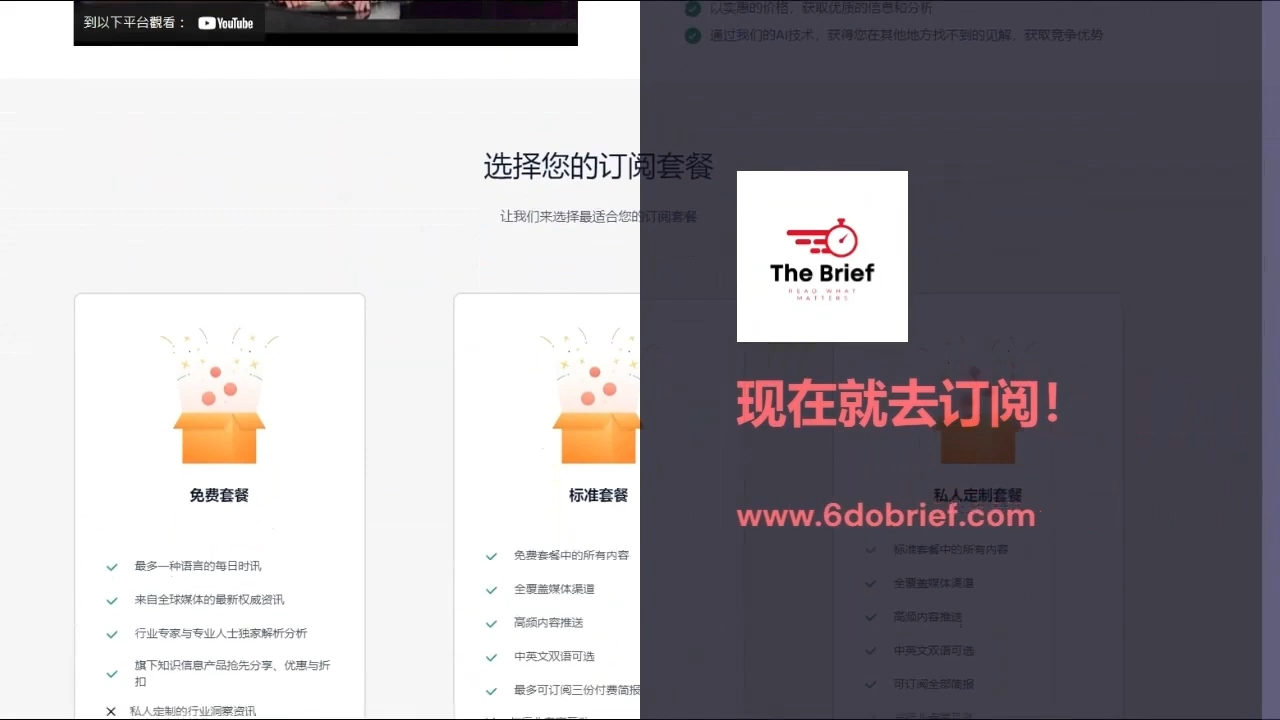 到以下平台觀看：
YouTube
以实惠的价格，获取优质的信息和分析
通过我们的AI技术，获得您在其他地方找不到的见解，获取竞争优势
选择您的订阅套餐
让我们来选择最适合您的订阅套餐
The Brief
READ WHAT
MATTERS
现在就去订阅！
www.6dobrief.com
免费套餐
最多一种语言的每日时讯
来自全球媒体的最新权威资讯
行业专家与专业人士独家解析分析
旗下知识信息产品抢先分享、优惠与折
扣
私人定制的行业洞察资讯
标准套餐
免费套餐中的所有内容
全覆盖媒体渠道
高频内容推送
中英文双语可选
最多可订阅三份付费简报
私人定制套餐
标准套餐中的所有内容
全覆盖媒体渠道
高频内容推送
中英文双语可选
可订阅全部简报